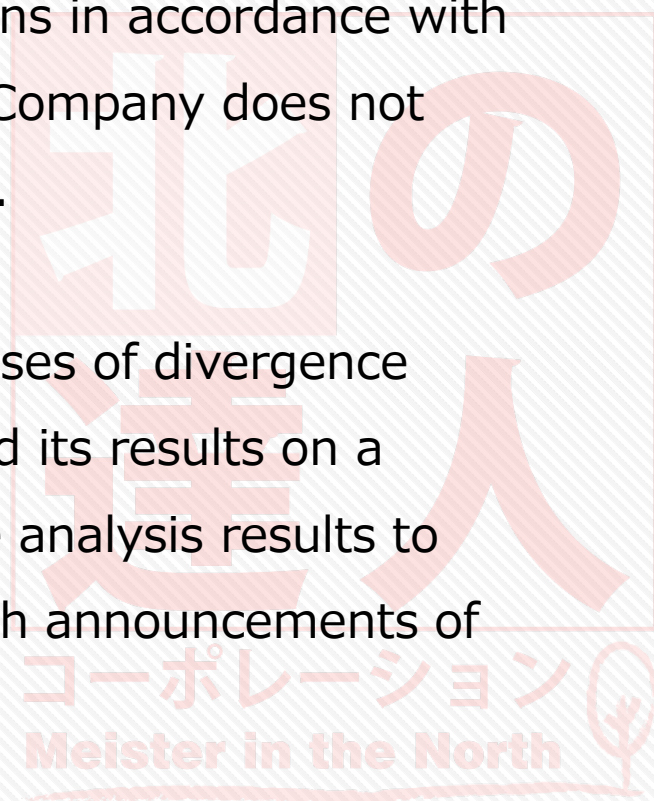 ns in accordance with
Company does not
.
ses of divergence
d its results on a
analysis results to
h announcements of
北の
達人
コーポレーション
Meister in the North